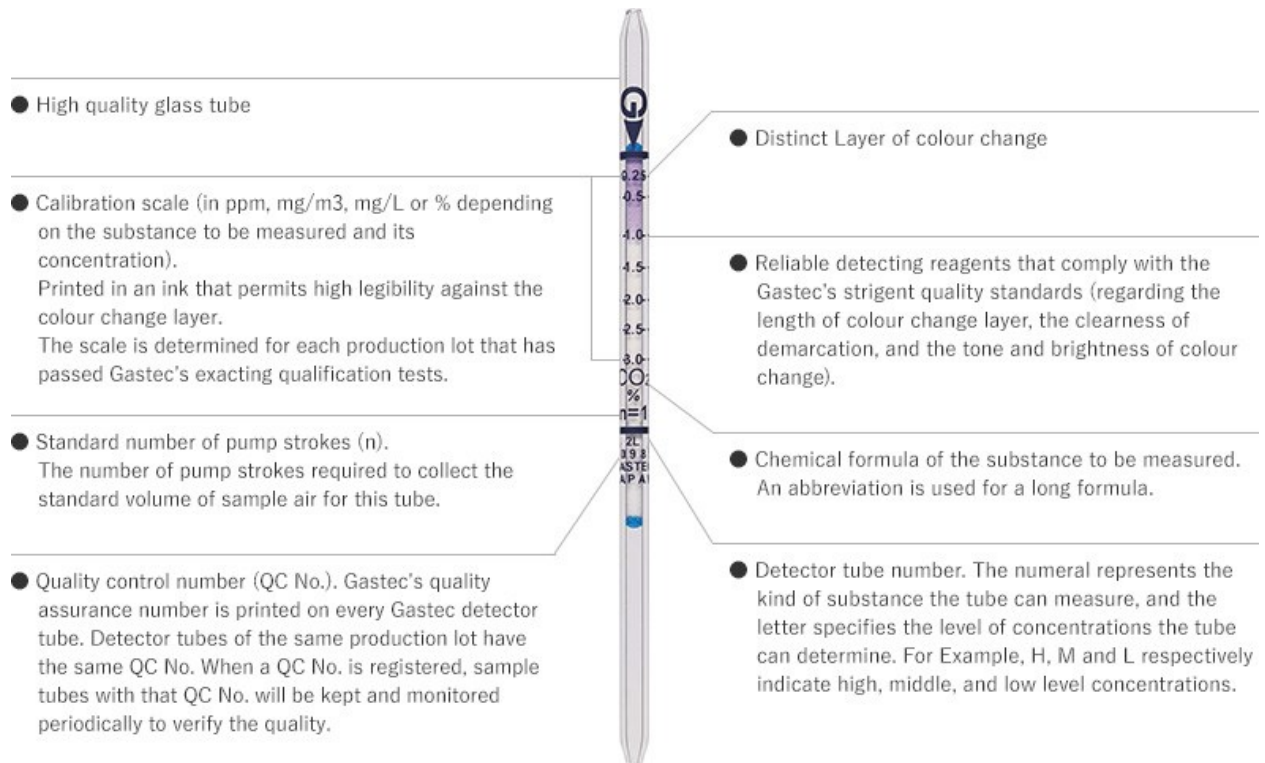 ● High quality glass tube
● Calibration scale (in ppm, mg/m3, mg/L or % depending
on the substance to be measured and its
concentration).
Printed in an ink that permits high legibility against the
colour change layer.
The scale is determined for each production lot that has
passed Gastec's exacting qualification tests.
● Standard number of pump strokes (n).
The number of pump strokes required to collect the
standard volume of sample air for this tube.
● Quality control number (QC No.). Gastec's quality
assurance number is printed on every Gastec detector
tube. Detector tubes of the same production lot have
the same QC No. When a QC No. is registered, sample
tubes with that QC No. will be kept and monitored
periodically to verify the quality.
G
0.25
0.5
1.0
1.5
2.0
2.5
3.0
CO₂
%
n=1
2L
● Distinct Layer of colour change
● Reliable detecting reagents that comply with the
Gastec's strigent quality standards (regarding the
length of colour change layer, the clearness of
demarcation, and the tone and brightness of colour
change).
● Chemical formula of the substance to be measured.
An abbreviation is used for a long formula.
● Detector tube number. The numeral represents the
kind of substance the tube can measure, and the
letter specifies the level of concentrations the tube
can determine. For Example, H, M and L respectively
indicate high, middle, and low level concentrations.